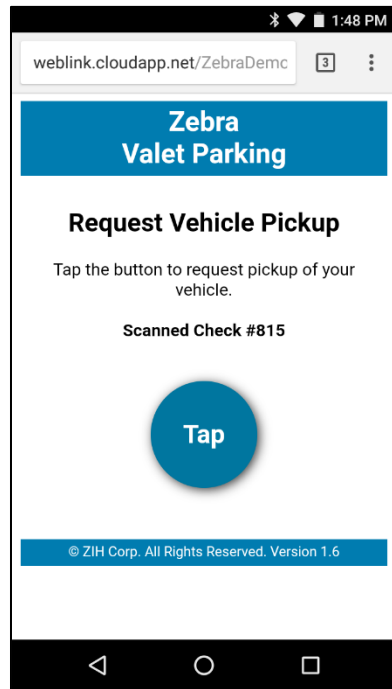 1:48 PM
weblink.cloudapp.net/ZebraDemo
3
Zebra
Valet Parking
Request Vehicle Pickup
Tap the button to request pickup of your
vehicle.
Scanned Check #815
Tap
© ZIH Corp. All Rights Reserved. Version 1.6